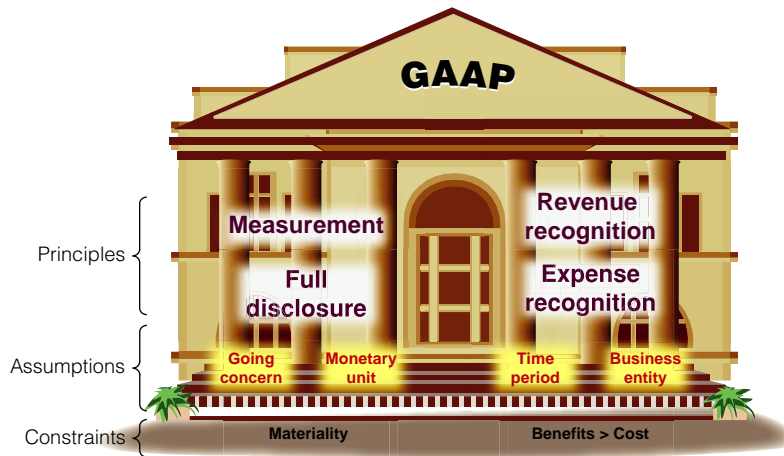 GAAP
Principles
Measurement
Full
disclosure
Revenue
recognition
Expense
recognition
Assumptions
Going
concern
Monetary
unit
Time
period
Business
entity
Constraints
Materiality
Benefits > Cost